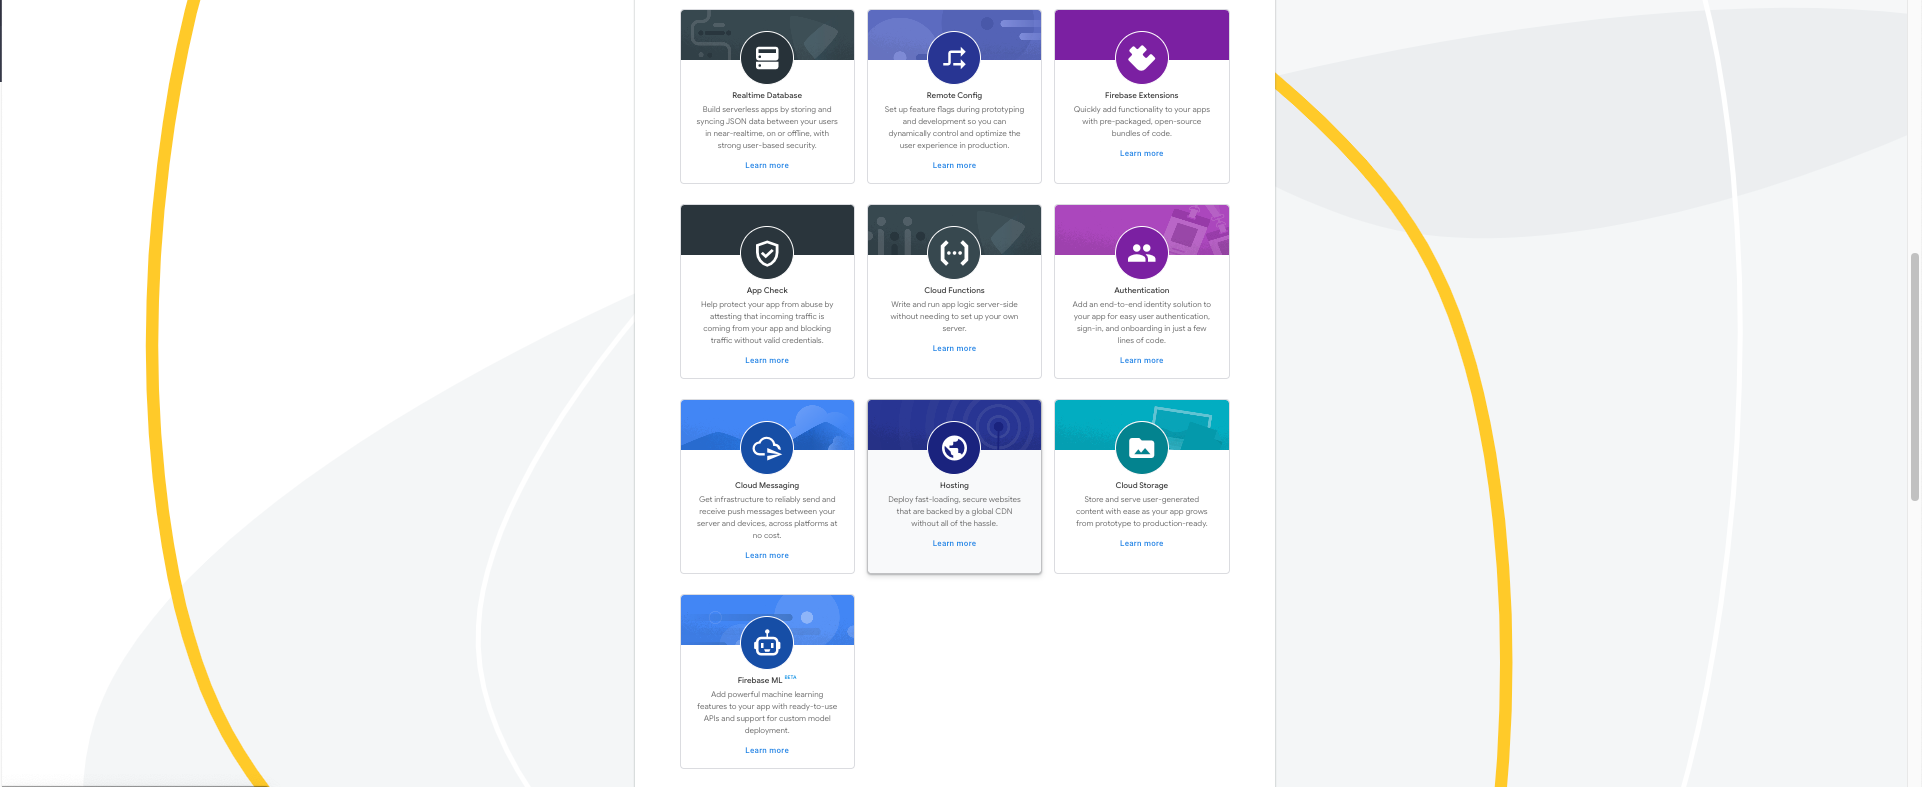 Realtime Database
Build serverless apps by storing and
syncing JSON data between your users
in near-realtime, on or offline, with
strong user-based security.
Learn more
Remote Config
Set up feature flags during prototyping
and development so you can
dynamically control and optimize the
user experience in production.
Learn more
Firebase Extensions
Quickly add functionality to your apps
with pre-packaged, open-source
bundles of code.
Learn more
App Check
Help protect your app from abuse by
attesting that incoming traffic is
coming from your app and blocking
traffic without valid credentials.
Learn more
Cloud Functions
Write and run app logic server-side
without needing to set up your own
server.
Learn more
Authentication
Add an end-to-end identity solution to
your app for easy user authentication,
sign-in, and onboarding in just a few
lines of code.
Learn more
Cloud Messaging
Get infrastructure to reliably send and
receive push messages between your
server and devices, across platforms at
no cost.
Learn more
Hosting
Deploy fast-loading, secure websites
that are backed by a global CDN
without all of the hassle.
Learn more
Cloud Storage
Store and serve user-generated
content with ease as your app grows
from prototype to production-ready.
Learn more
Firebase ML BETA
Add powerful machine learning
features to your app with ready-to-use
APIs and support for custom model
deployment.
Learn more